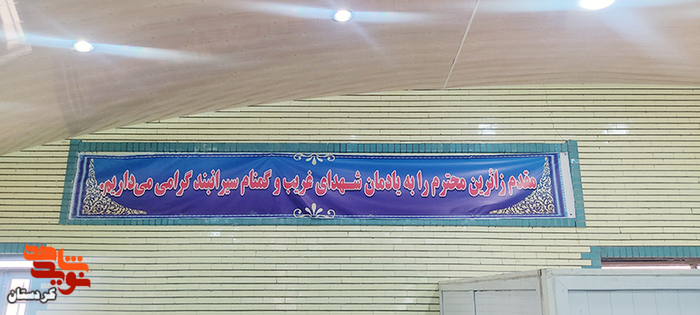 مقدم زائرین محترم را به یادمان شهدای غریب و گمنام سیرانبند گرامی می‌داریم.
نوید شاهد
کردستان